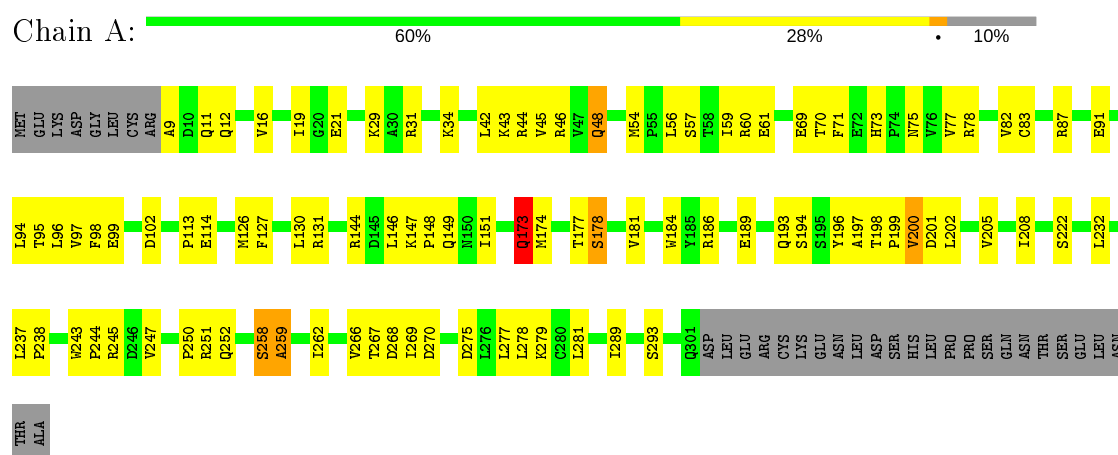 Chain A:
60% 28% • 10%
MET GLU LYS ASP GLY LEU CYS ARG A9 D10 Q11 Q12 V16 I19 G20 E21 K29 A30 R31 K34 L42 K43 R44 V45 R46 V47 Q48 M54 P55 L56 S57 T58 I59 R60 E61 E69 T70 F71 E72 H73 P74 N75 V76 V77 R78 V82 C83 R87 E91
L94 T95 L96 V97 F98 E99 D102 P113 E114 M126 F127 L130 R131 R144 D145 L146 K147 P148 Q149 N150 I151 Q173 M174 T177 S178 V181 W184 Y185 R186 E189 Q193 S194 S195 Y196 A197 T198 P199 V200 D201 L202 V205 I208 S222 L232
L237 P238 W243 P244 R245 D246 V247 P250 R251 Q252 S258 A259 I262 V266 T267 D268 I269 D270 D275 L276 L277 L278 K279 C280 L281 I289 S293 Q301 ASP LEU GLU ARG CYS LYS GLU ASN LEU ASP SER HIS LEU PRO PRO SER GLN ASN THR SER GLU LEU ASN
THR ALA